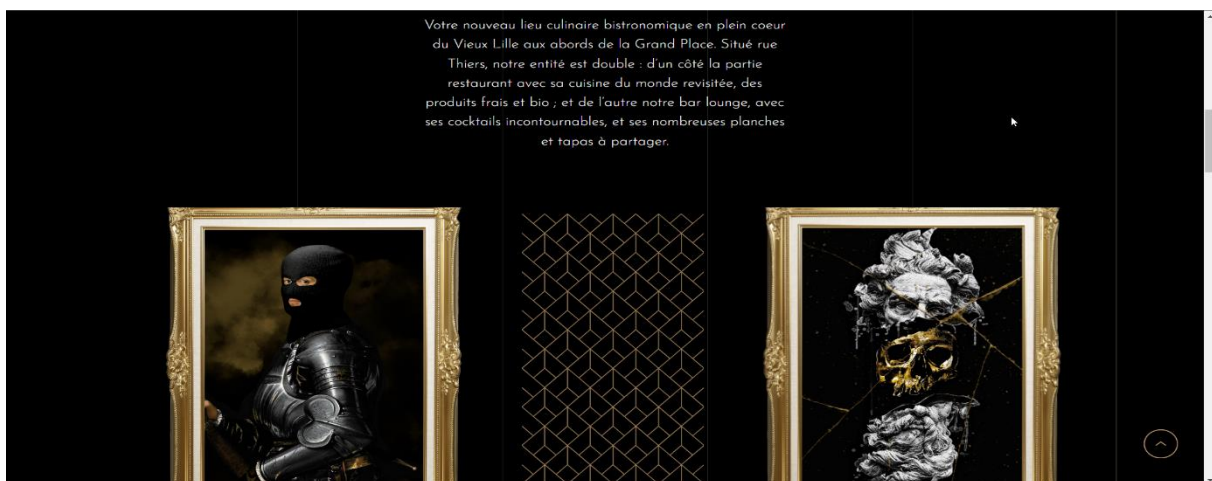 Votre nouveau lieu culinaire bistronomique en plein coeur
du Vieux Lille aux abords de la Grand Place. Situé rue
Thiers, notre entité est double : d'un côté la partie
restaurant avec sa cuisine du monde revisitée, des
produits frais et bio ; et de l'autre notre bar lounge, avec
ses cocktails incontournables, et ses nombreuses planches
et tapas à partager.